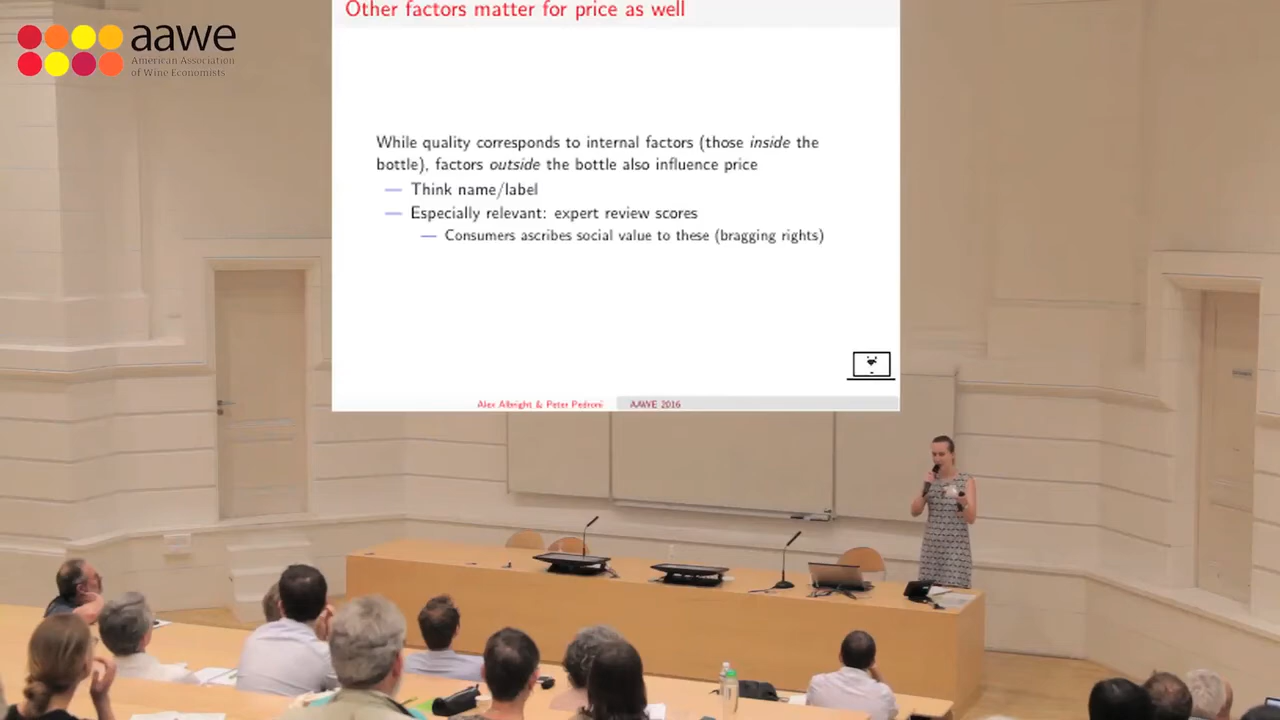 aawe
American Association
of Wine Economists
Other factors matter for price as well
While quality corresponds to internal factors (those inside the
bottle), factors outside the bottle also influence price
— Think name/label
— Especially relevant: expert review scores
— Consumers ascribes social value to these (bragging rights)
Alex Albright & Peter Pedroni
AAWE 2016